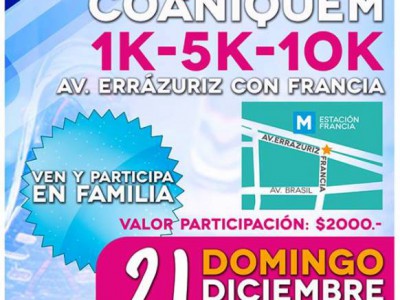 COANIQUEM
1K-5K-10K
AV. ERRÁZURIZ CON FRANCIA
M ESTACIÓN
FRANCIA
AV.ERRAZURIZ
FRANCIA
AV. BRASIL
VEN Y PARTICIPA
EN FAMILIA
VALOR PARTICIPACIÓN: $2000.-
21 DOMINGO
DICIEMBRE